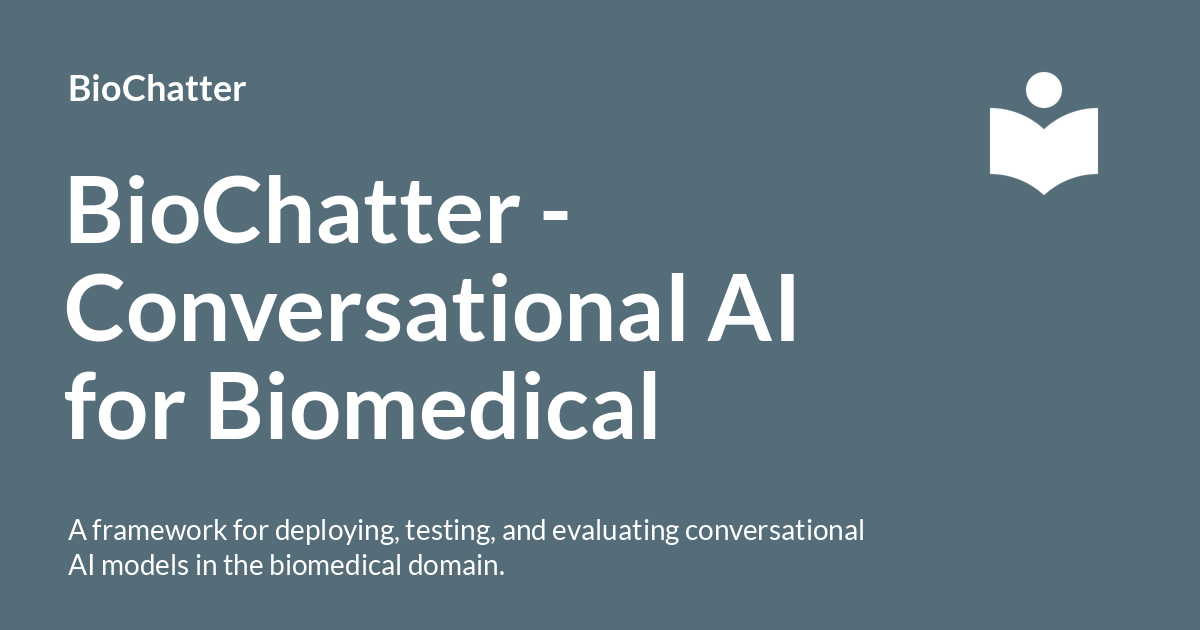 BioChatter
BioChatter -
Conversational AI
for Biomedical
A framework for deploying, testing, and evaluating conversational
AI models in the biomedical domain.